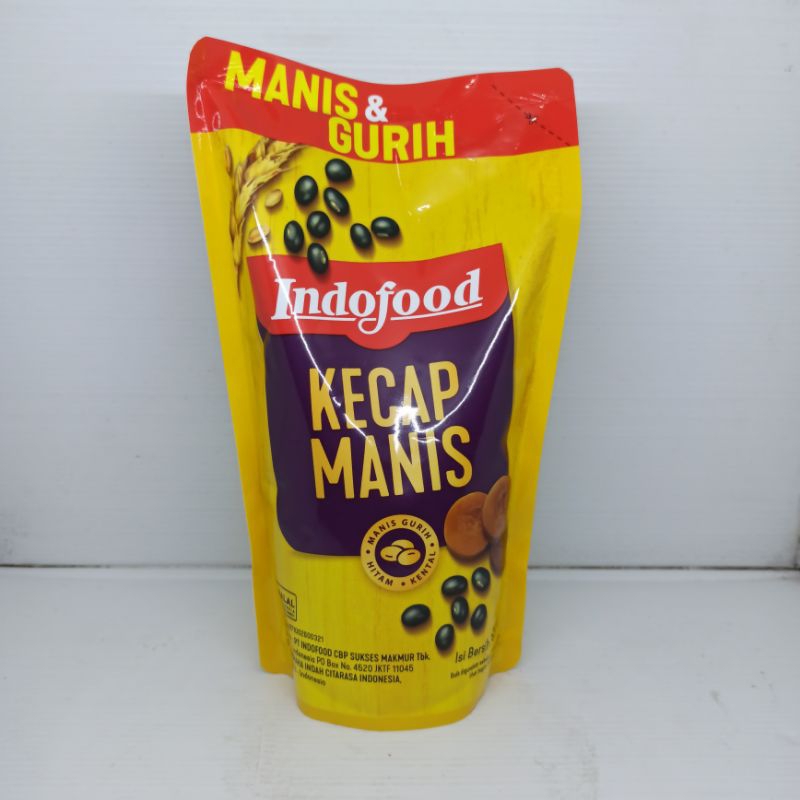 MANIS &
GURIH
Indofood
KECAP
MANIS
MANIS GURIH
HITAM • KENTAL
PT INDOFOOD CBP SUKSES MAKMUR Tbk.
PO Box No. 4520 JKTF 11045
INDAH CITARASA INDONESIA,
Indonesia
Isi Bersih